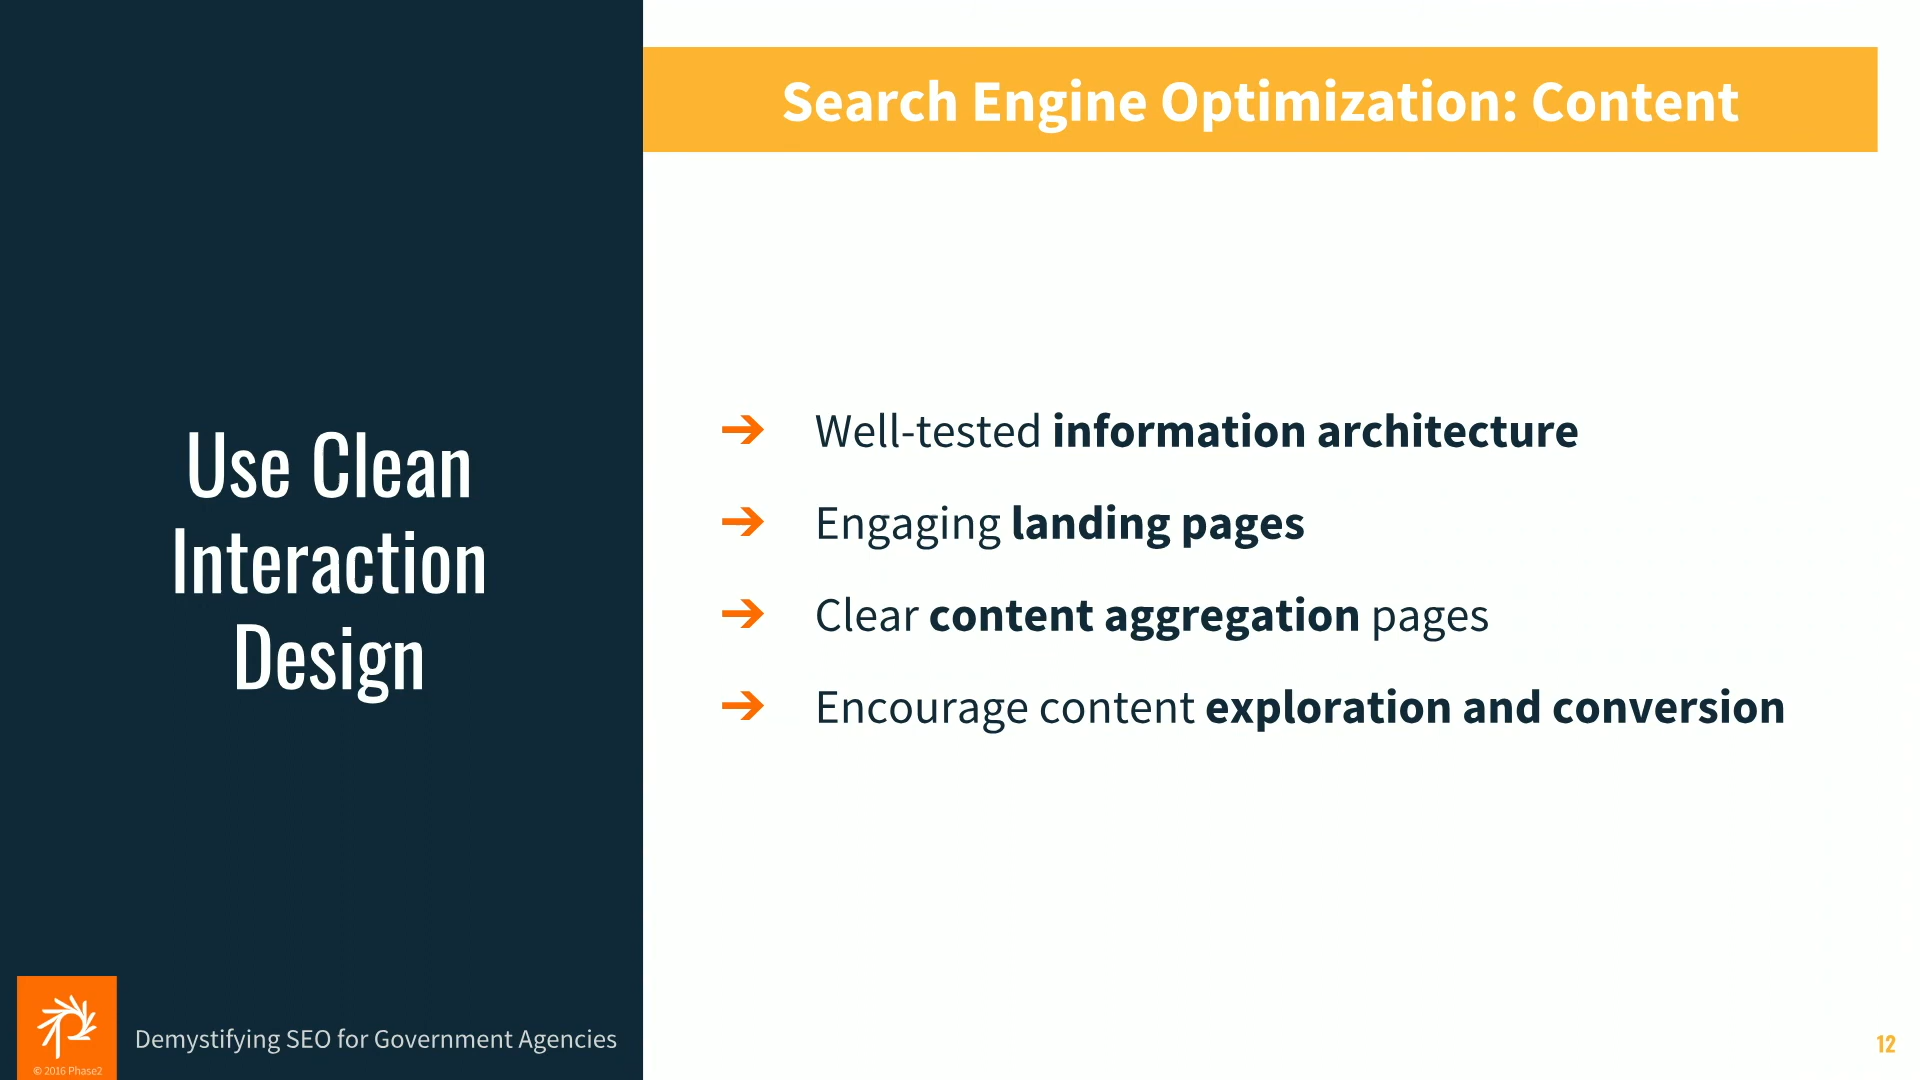 Search Engine Optimization: Content
Use Clean
Interaction
Design
➔ Well-tested information architecture
➔ Engaging landing pages
➔ Clear content aggregation pages
➔ Encourage content exploration and conversion
© 2016 Phase2
Demystifying SEO for Government Agencies
12